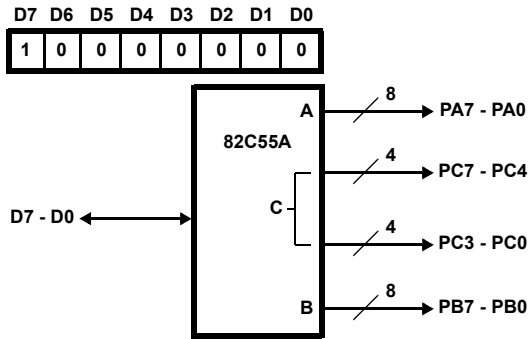 D7 D6 D5 D4 D3 D2 D1 D0
1 0 0 0 0 0 0 0
A 8 PA7 - PA0
82C55A
4 PC7 - PC4
C
D7 - D0
4 PC3 - PC0
B 8 PB7 - PB0